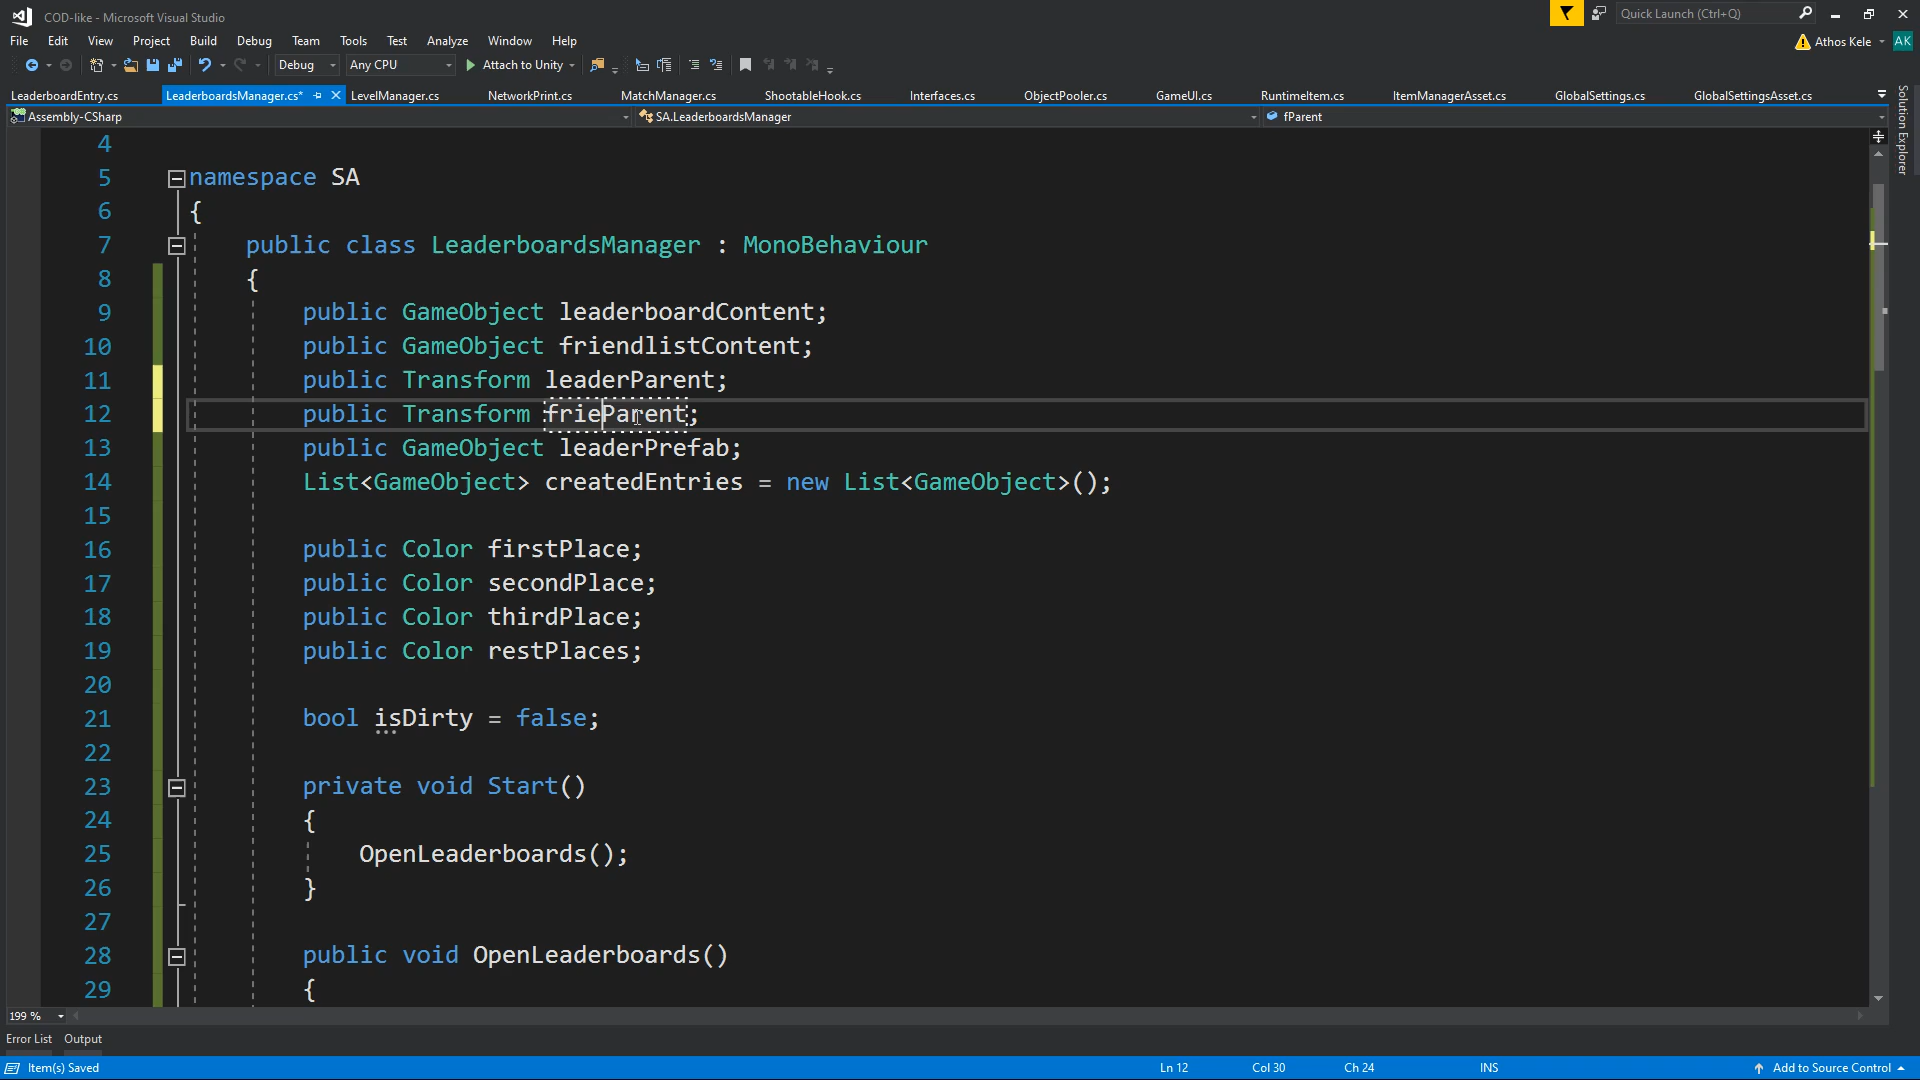 COD-like - Microsoft Visual Studio
Quick Launch (Ctrl+Q)
File Edit View Project Build Debug Team Tools Test Analyze Window Help
Athos Kele AK
Debug Any CPU Attach to Unity
LeaderboardEntry.cs LeaderboardsManager.cs* LevelManager.cs NetworkPrint.cs MatchManager.cs ShootableHook.cs Interfaces.cs ObjectPooler.cs GameUI.cs RuntimeItem.cs ItemManagerAsset.cs GlobalSettings.cs GlobalSettingsAsset.cs
Assembly-CSharp SA.LeaderboardsManager fParent
Solution Explorer
4
5 namespace SA
6 {
7 public class LeaderboardsManager : MonoBehaviour
8 {
9 public GameObject leaderboardContent;
10 public GameObject friendlistContent;
11 public Transform leaderParent;
12 public Transform frieParent;
13 public GameObject leaderPrefab;
14 List<GameObject> createdEntries = new List<GameObject>();
15
16 public Color firstPlace;
17 public Color secondPlace;
18 public Color thirdPlace;
19 public Color restPlaces;
20
21 bool isDirty = false;
22
23 private void Start()
24 {
25 OpenLeaderboards();
26 }
27
28 public void OpenLeaderboards()
29 {
199 %
Error List Output
Item(s) Saved Ln 12 Col 30 Ch 24 INS Add to Source Control